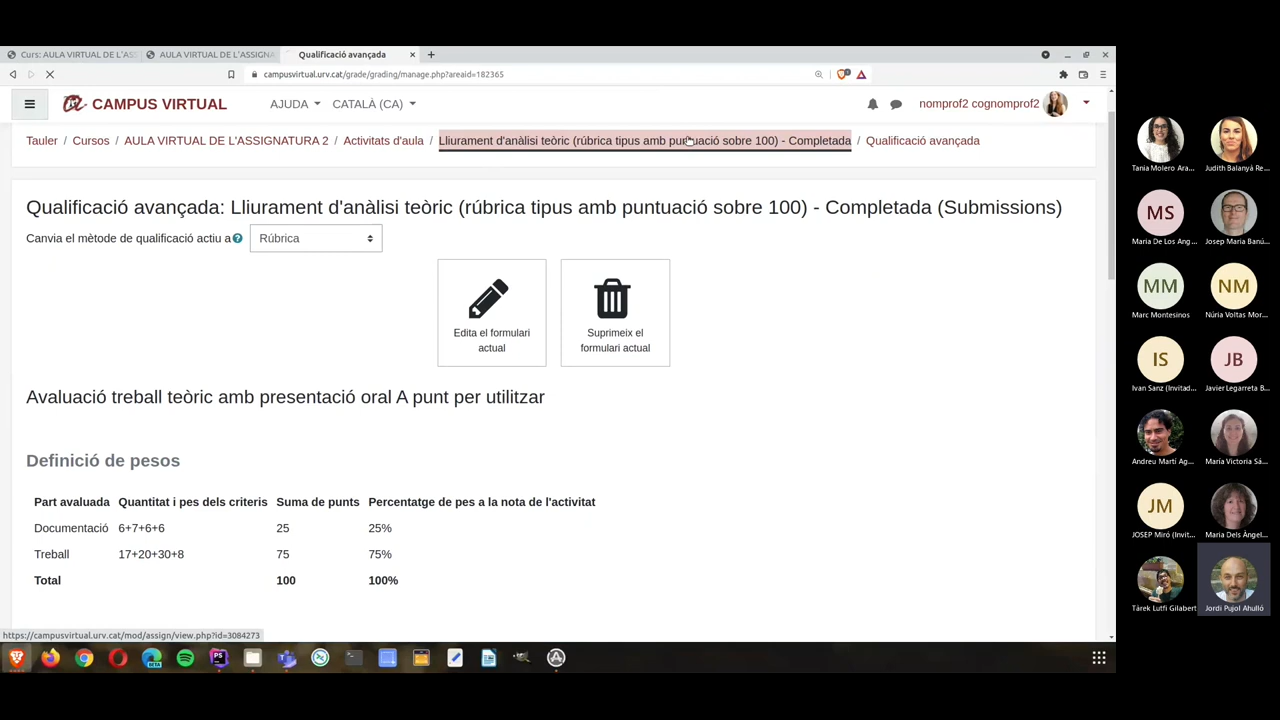 Curs: AULA VIRTUAL DE L'ASS
AULA VIRTUAL DE L'ASSIGNA
Qualificació avançada
campusvirtual.urv.cat/grade/grading/manage.php?areaid=182365
CAMPUS VIRTUAL
AJUDA
CATALÀ (CA)
nomprof2 cognomprof2
Tauler / Cursos / AULA VIRTUAL DE L'ASSIGNATURA 2 / Activitats d'aula / Lliurament d'anàlisi teòric (rúbrica tipus amb puntuació sobre 100) - Completada / Qualificació avançada
Qualificació avançada: Lliurament d'anàlisi teòric (rúbrica tipus amb puntuació sobre 100) - Completada (Submissions)
Canvia el mètode de qualificació actiu a
Rúbrica
Edita el formulari
actual
Suprimeix el
formulari actual
Avaluació treball teòric amb presentació oral A punt per utilitzar
Definició de pesos
Part avaluada Quantitat i pes dels criteris Suma de punts Percentatge de pes a la nota de l'activitat
Documentació 6+7+6+6 25 25%
Treball 17+20+30+8 75 75%
Total 100 100%
https://campusvirtual.urv.cat/mod/assign/view.php?id=3084273
Tania Molero Ara...
Judith Balanyà Re...
MS
Maria De Los Ang...
Josep Maria Banú...
MM
Marc Montesinos
NM
Núria Voltas Mor...
IS
Ivan Sanz (Invitad...
JB
Javier Legarreta B...
Andreu Martí Ag...
María Victoria Sá...
JM
JOSEP Miró (Invit...
Maria Dels Àngel...
Tàrek Lutfi Gilabert
Jordi Pujol Ahulló